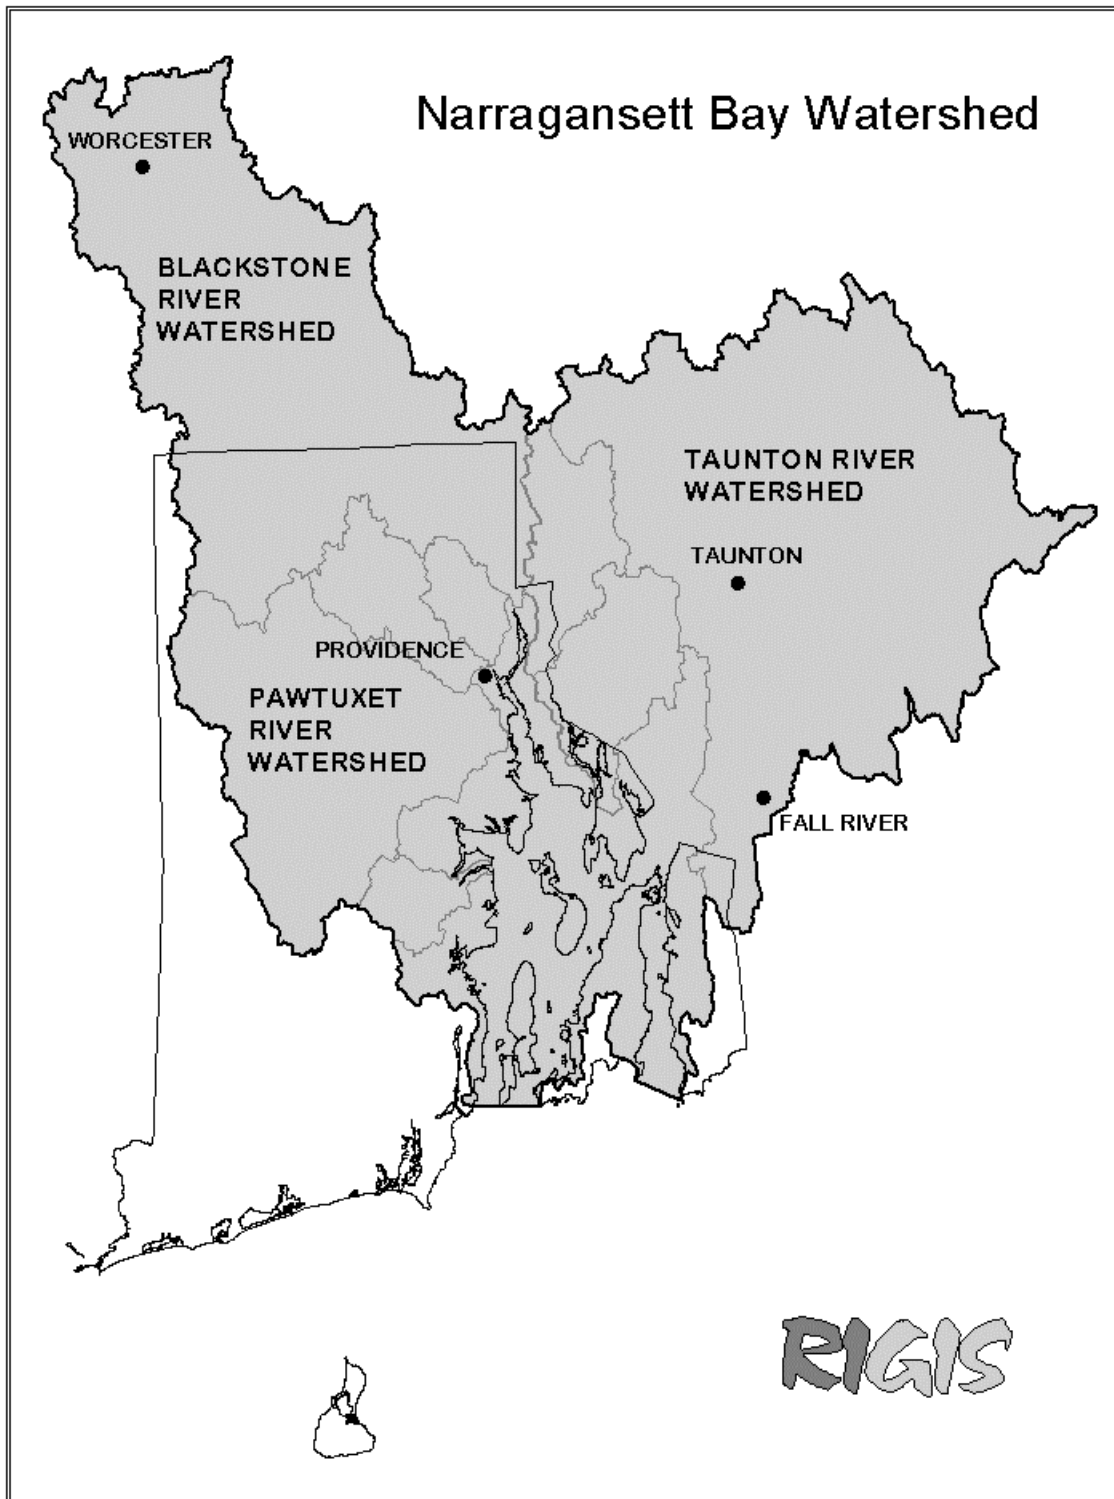 Narragansett Bay Watershed
WORCESTER
BLACKSTONE
RIVER
WATERSHED
TAUNTON RIVER
WATERSHED
TAUNTON
PROVIDENCE
PAWTUXET
RIVER
WATERSHED
FALL RIVER
RIGIS